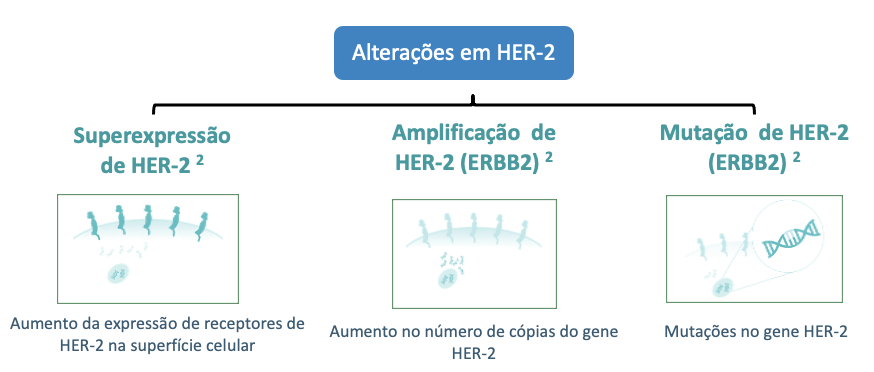 Alterações em HER-2
Superexpressão
de HER-2 ²
Amplificação de
HER-2 (ERBB2) ²
Mutação de HER-2
(ERBB2) ²
Aumento da expressão de receptores de
HER-2 na superfície celular
Aumento no número de cópias do gene
HER-2
Mutações no gene HER-2